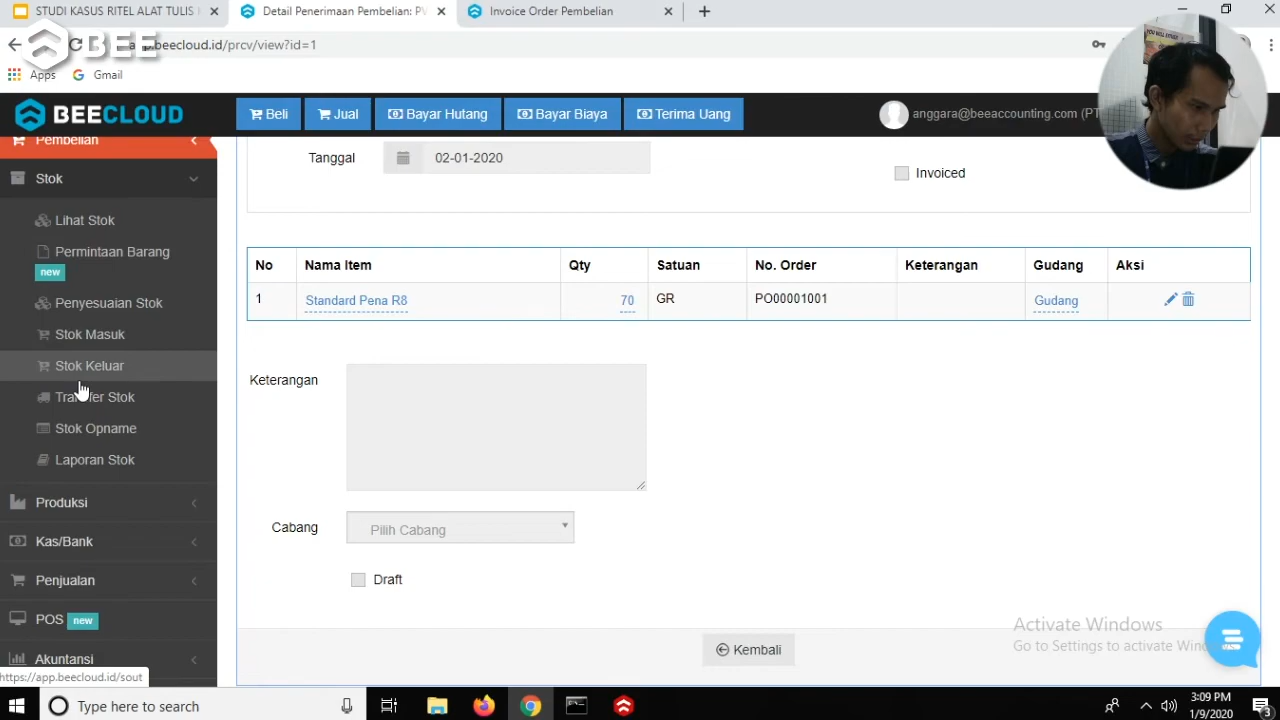 STUDI KASUS RITEL ALAT TULIS
Detail Penerimaan Pembelian: PV
Invoice Order Pembelian
BEE
app.beecloud.id/prcv/view?id=1
Apps
Gmail
BEECLOUD
Beli
Jual
Bayar Hutang
Bayar Biaya
Terima Uang
anggara@beeaccounting.com (PT
Pembelian
Stok
Lihat Stok
Permintaan Barang
new
Penyesuaian Stok
Stok Masuk
Stok Keluar
Transfer Stok
Stok Opname
Laporan Stok
Produksi
Kas/Bank
Penjualan
POS new
Akuntansi
https://app.beecloud.id/sout
Tanggal 02-01-2020
Invoiced
No Nama Item Qty Satuan No. Order Keterangan Gudang Aksi
1 Standard Pena R8 70 GR PO00001001 Gudang
Keterangan
Cabang Pilih Cabang
Draft
Kembali
Activate Windows
Go to Settings to activate Windows.
Type here to search
3:09 PM
1/9/2020
3